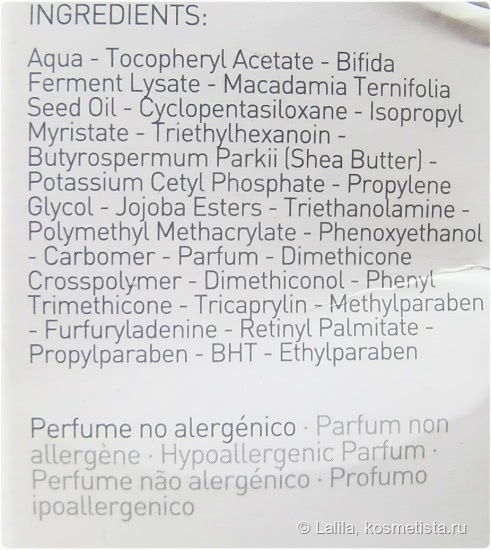 INGREDIENTS:
Aqua - Tocopheryl Acetate - Bifida
Ferment Lysate - Macadamia Ternifolia
Seed Oil - Cyclopentasiloxane - Isopropyl
Myristate - Triethylhexanoin -
Butyrospermum Parkii (Shea Butter) -
Potassium Cetyl Phosphate - Propylene
Glycol - Jojoba Esters - Triethanolamine -
Polymethyl Methacrylate - Phenoxyethanol
- Carbomer - Parfum - Dimethicone
Crosspolymer - Dimethiconol - Phenyl
Trimethicone - Tricaprylin - Methylparaben
- Furfuryladenine - Retinyl Palmitate -
Propylparaben - BHT - Ethylparaben
Perfume no alergénico · Parfum non
allergène · Hypoallergenic Parfum ·
Perfume não alergénico · Profumo
ipoallergenico
© Lalila, kosmetista.ru